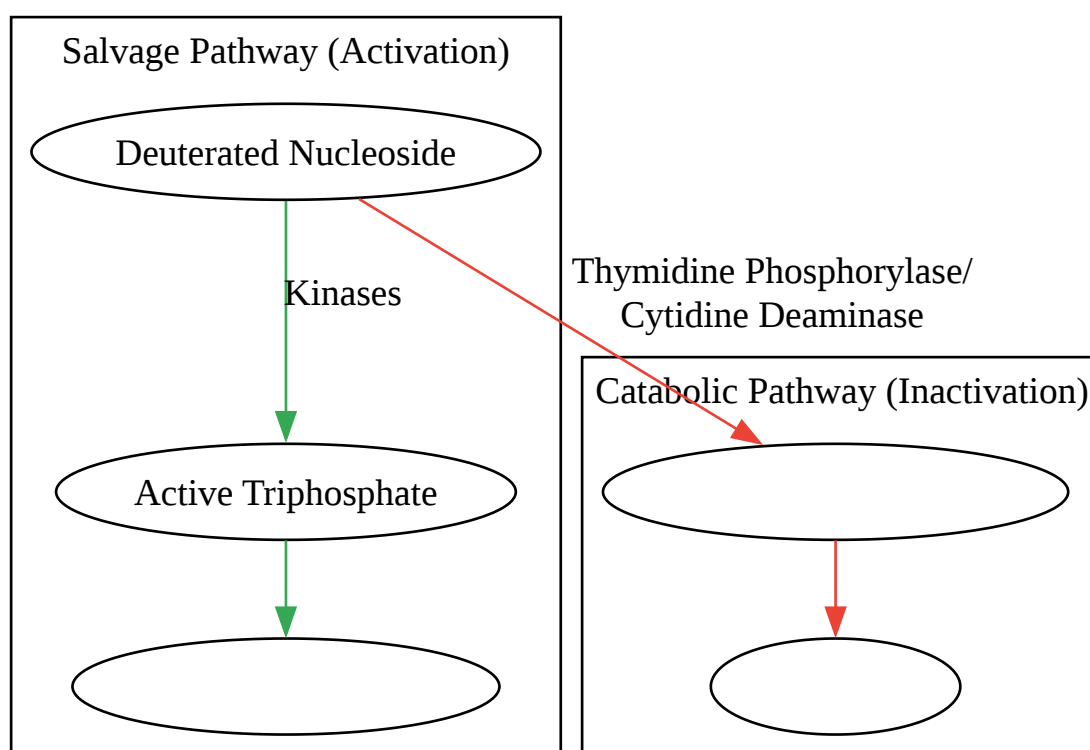 Salvage Pathway (Activation)
Deuterated Nucleoside
Kinases
Thymidine Phosphorylase/
Cytidine Deaminase
Catabolic Pathway (Inactivation)
Active Triphosphate